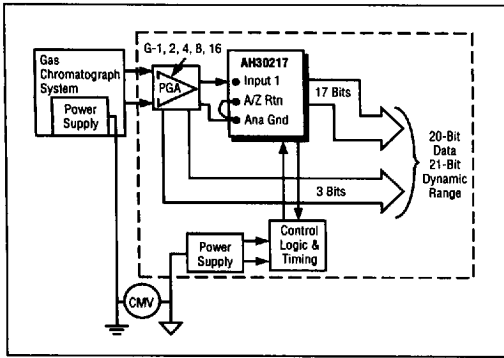 G-1, 2, 4, 8, 16
Gas
Chromatograph
System
Power
Supply
PGA
AH30217
Input 1
A/Z Rtn
Ana Gnd
17 Bits
3 Bits
20-Bit
Data
21-Bit
Dynamic
Range
Power
Supply
Control
Logic &
Timing
CMV